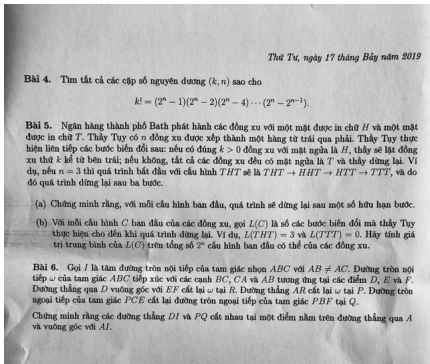 Thứ Tư, ngày 17 tháng Bảy năm 2019
Bài 4. Tìm tất cả các cặp số nguyên dương (k, n) sao cho
k! = (2ⁿ − 1)(2ⁿ − 2)(2ⁿ − 4) · · · (2ⁿ − 2ⁿ⁻¹).
Bài 5. Ngân hàng thành phố Bath phát hành các đồng xu với một mặt được in chữ H và một mặt
được in chữ T. Thầy Tuy có n đồng xu được xếp thành một hàng từ trái qua phải. Thầy Tuy thực
hiện liên tiếp các bước biến đổi sau: nếu có đúng k > 0 đồng xu với mặt ngửa là H, thầy sẽ lật đồng
xu thứ k kể từ bên trái; nếu không, tất cả các đồng xu đều có mặt ngửa là T và thầy dừng lại. Ví
dụ, nếu n = 3 thì quá trình bắt đầu với cấu hình THT sẽ là THT → HHT → HTT → TTT, và do
đó quá trình dừng lại sau ba bước.
(a) Chứng minh rằng, với mỗi cấu hình ban đầu, quá trình sẽ dừng lại sau một số hữu hạn bước.
(b) Với mỗi cấu hình C ban đầu của các đồng xu, gọi L(C) là số các bước biến đổi mà thầy Tuy
thực hiện cho đến khi quá trình dừng lại. Ví dụ, L(THT) = 3 và L(TTT) = 0. Hãy tính giá
trị trung bình của L(C) trên tổng số 2ⁿ cấu hình ban đầu có thể của các đồng xu.
Bài 6. Gọi I là tâm đường tròn nội tiếp của tam giác nhọn ABC với AB ≠ AC. Đường tròn nội
tiếp ω của tam giác ABC tiếp xúc với các cạnh BC, CA và AB tương ứng tại các điểm D, E và F.
Đường thẳng qua D vuông góc với EF cắt lại ω tại R. Đường thẳng AR cắt lại ω tại P. Đường tròn
ngoại tiếp của tam giác PCE cắt lại đường tròn ngoại tiếp của tam giác PBF tại Q.
Chứng minh rằng các đường thẳng DI và PQ cắt nhau tại một điểm nằm trên đường thẳng qua A
và vuông góc với AI.